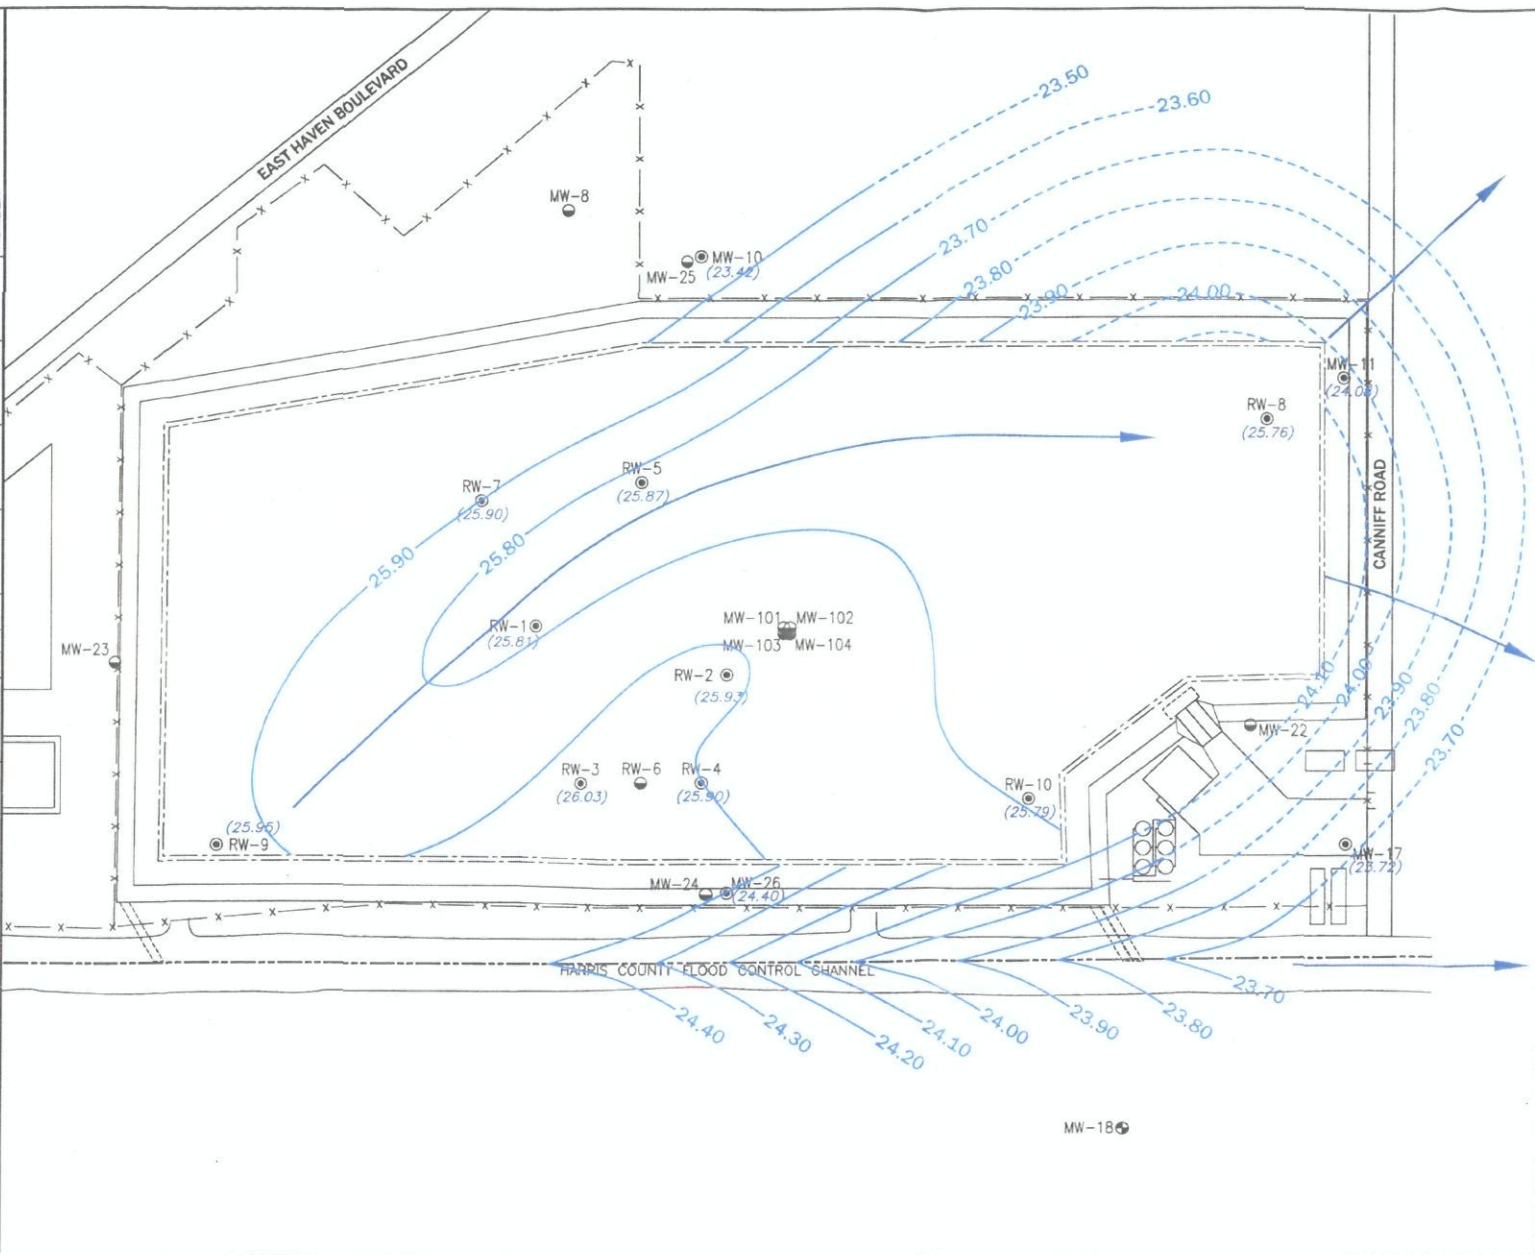 -23.50
-23.60
EAST HAVEN BOULEVARD
MW-8
23.70
MW-10
(23.42)
MW-25
23.80
23.90
24.00
MW-11
RW-8
(25.76)
RW-5
(25.87)
RW-7
(25.90)
CANNIFF ROAD
25.90
25.80
RW-1
(25.81)
MW-101
MW-102
MW-103
MW-104
MW-23
RW-2
(25.93)
24.10
24.00
23.90
23.80
23.70
MW-22
RW-3
(26.03)
RW-6
RW-4
(25.90)
RW-10
(25.79)
(25.95)
RW-9
MW-17
(23.72)
MW-24
MW-26
(24.40)
HARRIS COUNTY FLOOD CONTROL CHANNEL
24.40
24.30
24.20
24.10
24.00
23.90
23.80
23.70
MW-18